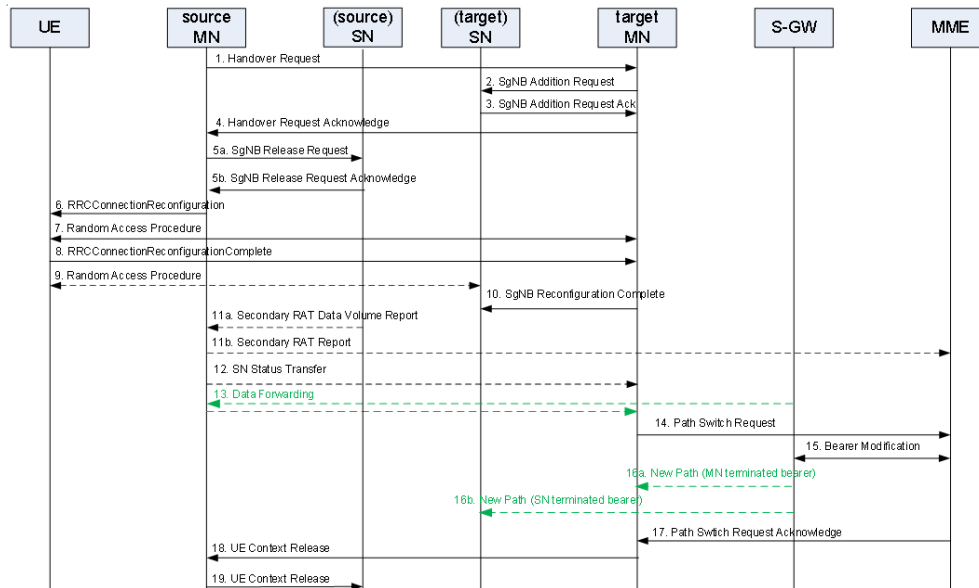 UE
source
MN
(source)
SN
(target)
SN
target
MN
S-GW
MME
1. Handover Request
2. SgNB Addition Request
3. SgNB Addition Request Ack
4. Handover Request Acknowledge
5a. SgNB Release Request
5b. SgNB Release Request Acknowledge
6. RRCConnectionReconfiguration
7. Random Access Procedure
8. RRCConnectionReconfigurationComplete
9. Random Access Procedure
10. SgNB Reconfiguration Complete
11a. Secondary RAT Data Volume Report
11b. Secondary RAT Report
12. SN Status Transfer
13. Data Forwarding
14. Path Switch Request
15. Bearer Modification
16a. New Path (MN terminated bearer)
16b. New Path (SN terminated bearer)
17. Path Swtich Request Acknowledge
18. UE Context Release
19. UE Context Release